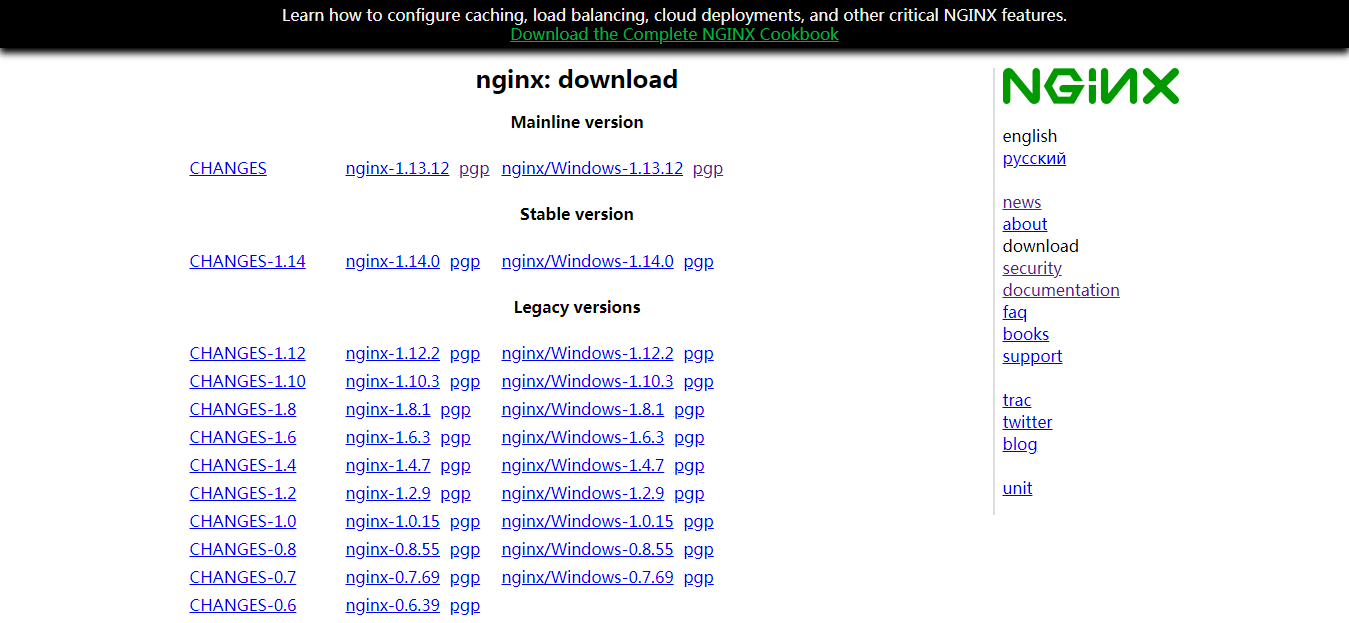 Learn how to configure caching, load balancing, cloud deployments, and other critical NGINX features.
Download the Complete NGINX Cookbook
nginx: download
Mainline version
CHANGES nginx-1.13.12 pgp nginx/Windows-1.13.12 pgp
Stable version
CHANGES-1.14 nginx-1.14.0 pgp nginx/Windows-1.14.0 pgp
Legacy versions
CHANGES-1.12 nginx-1.12.2 pgp nginx/Windows-1.12.2 pgp
CHANGES-1.10 nginx-1.10.3 pgp nginx/Windows-1.10.3 pgp
CHANGES-1.8 nginx-1.8.1 pgp nginx/Windows-1.8.1 pgp
CHANGES-1.6 nginx-1.6.3 pgp nginx/Windows-1.6.3 pgp
CHANGES-1.4 nginx-1.4.7 pgp nginx/Windows-1.4.7 pgp
CHANGES-1.2 nginx-1.2.9 pgp nginx/Windows-1.2.9 pgp
CHANGES-1.0 nginx-1.0.15 pgp nginx/Windows-1.0.15 pgp
CHANGES-0.8 nginx-0.8.55 pgp nginx/Windows-0.8.55 pgp
CHANGES-0.7 nginx-0.7.69 pgp nginx/Windows-0.7.69 pgp
CHANGES-0.6 nginx-0.6.39 pgp
NGINX
english
русский
news
about
download
security
documentation
faq
books
support
trac
twitter
blog
unit